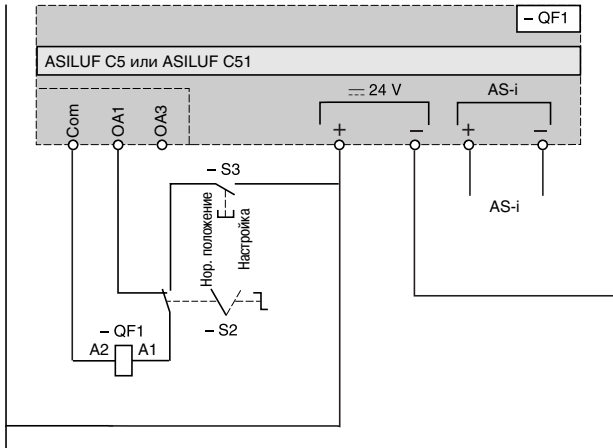 – QF1
ASILUF C5 или ASILUF C51
24 V
AS-i
Com
OA1
OA3
+
–
+
–
– S3
AS-i
Нор. положение
Настройка
– S2
– QF1
A2
A1